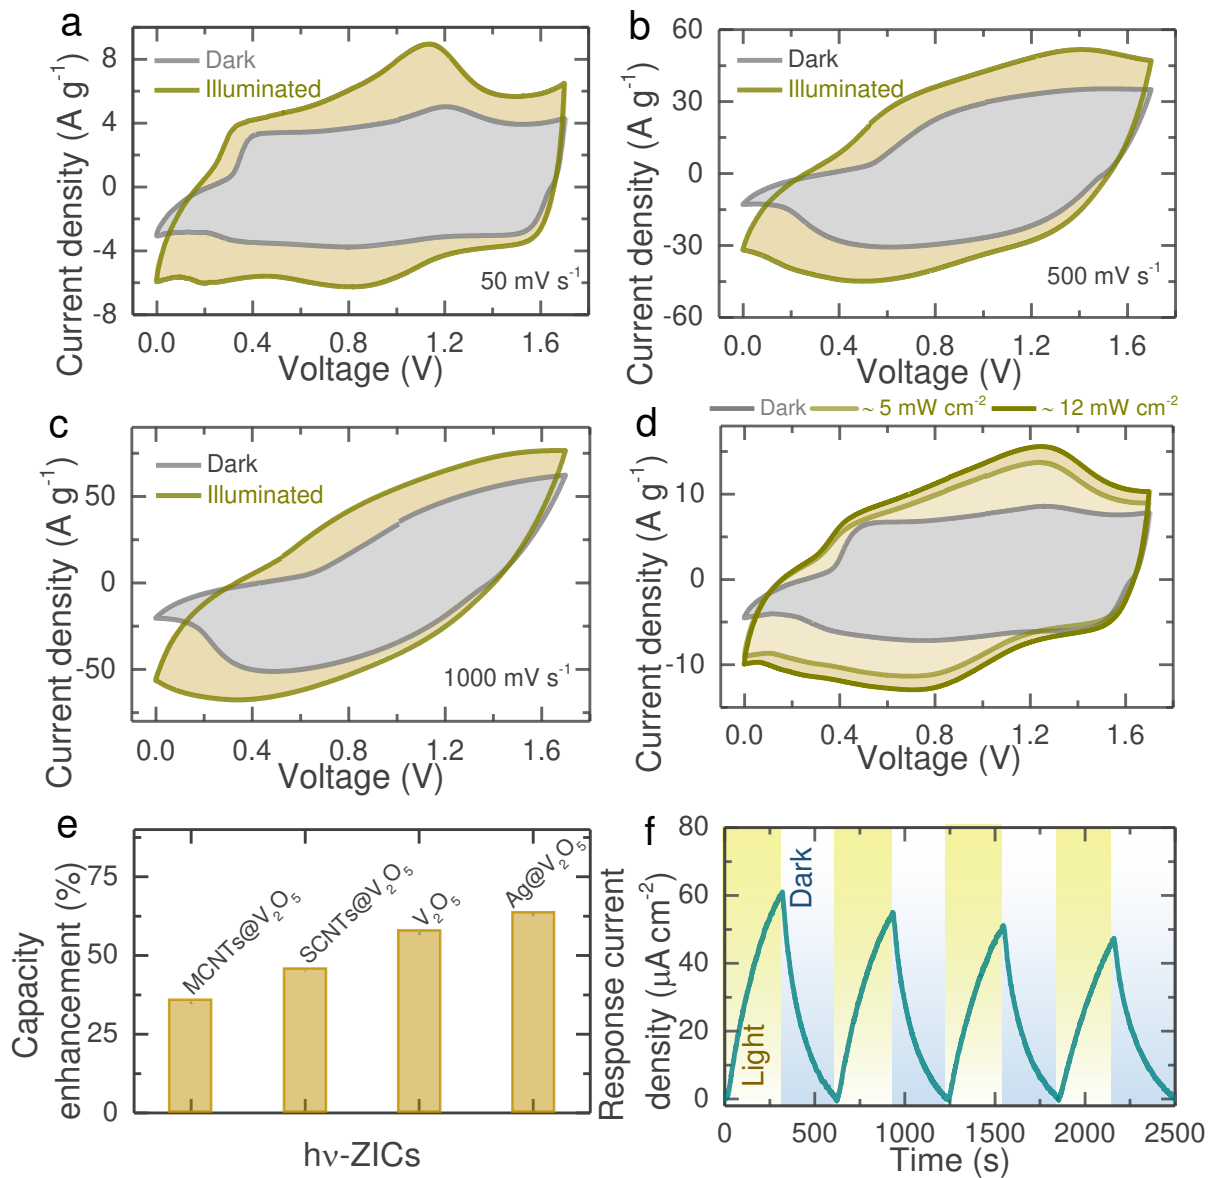 a
Dark
Illuminated
50 mV s⁻¹
8
4
0
-4
-8
0.0 0.4 0.8 1.2 1.6
Current density (A g⁻¹)
Voltage (V)
b
Dark
Illuminated
500 mV s⁻¹
60
30
0
-30
-60
0.0 0.4 0.8 1.2 1.6
Current density (A g⁻¹)
Voltage (V)
c
Dark
Illuminated
1000 mV s⁻¹
50
0
-50
0.0 0.4 0.8 1.2 1.6
Current density (A g⁻¹)
Voltage (V)
d
Dark ~ 5 mW cm⁻² ~ 12 mW cm⁻²
10
0
-10
0.0 0.4 0.8 1.2 1.6
Current density (A g⁻¹)
Voltage (V)
e
75
50
25
0
MCNTs@V₂O₅
SCNTs@V₂O₅
V₂O₅
Ag@V₂O₅
Capacity
enhancement (%)
hν-ZICs
f
80
60
40
20
0
Light
Dark
0 500 1000 1500 2000 2500
Response current
density (μA cm⁻²)
Time (s)